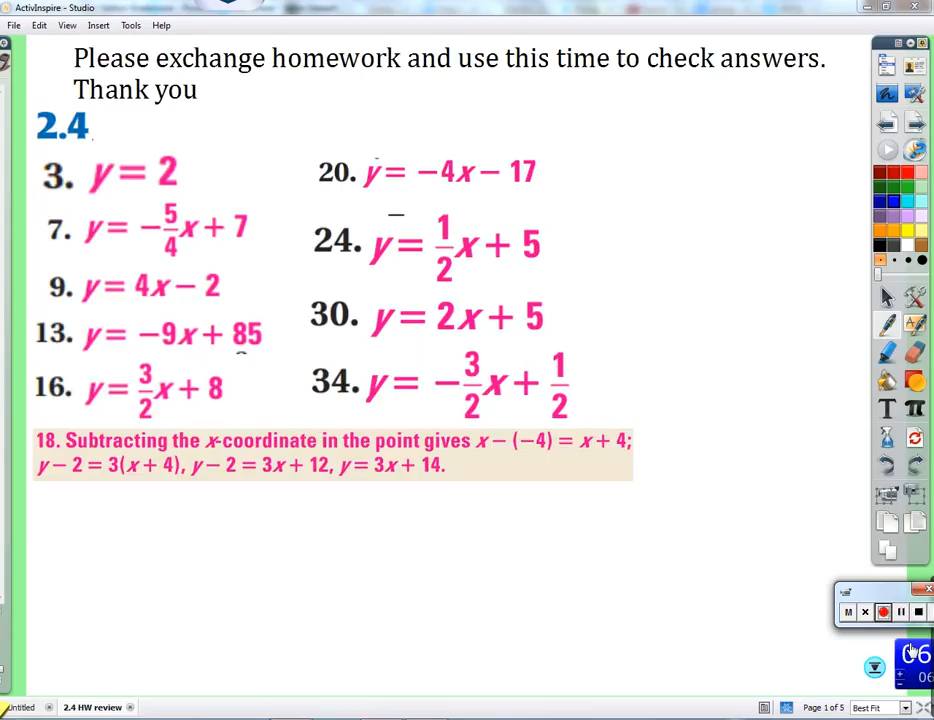 ActivInspire - Studio
File Edit View Insert Tools Help
Please exchange homework and use this time to check answers.
Thank you
2.4
3. y = 2
7. y = -5/4x + 7
9. y = 4x - 2
13. y = -9x + 85
16. y = 3/2x + 8
20. y = -4x - 17
24. y = 1/2x + 5
30. y = 2x + 5
34. y = -3/2x + 1/2
18. Subtracting the x-coordinate in the point gives x - (-4) = x + 4;
y - 2 = 3(x + 4), y - 2 = 3x + 12, y = 3x + 14.
M
06
06
ntitled 2.4 HW review Page 1 of 5 Best Fit